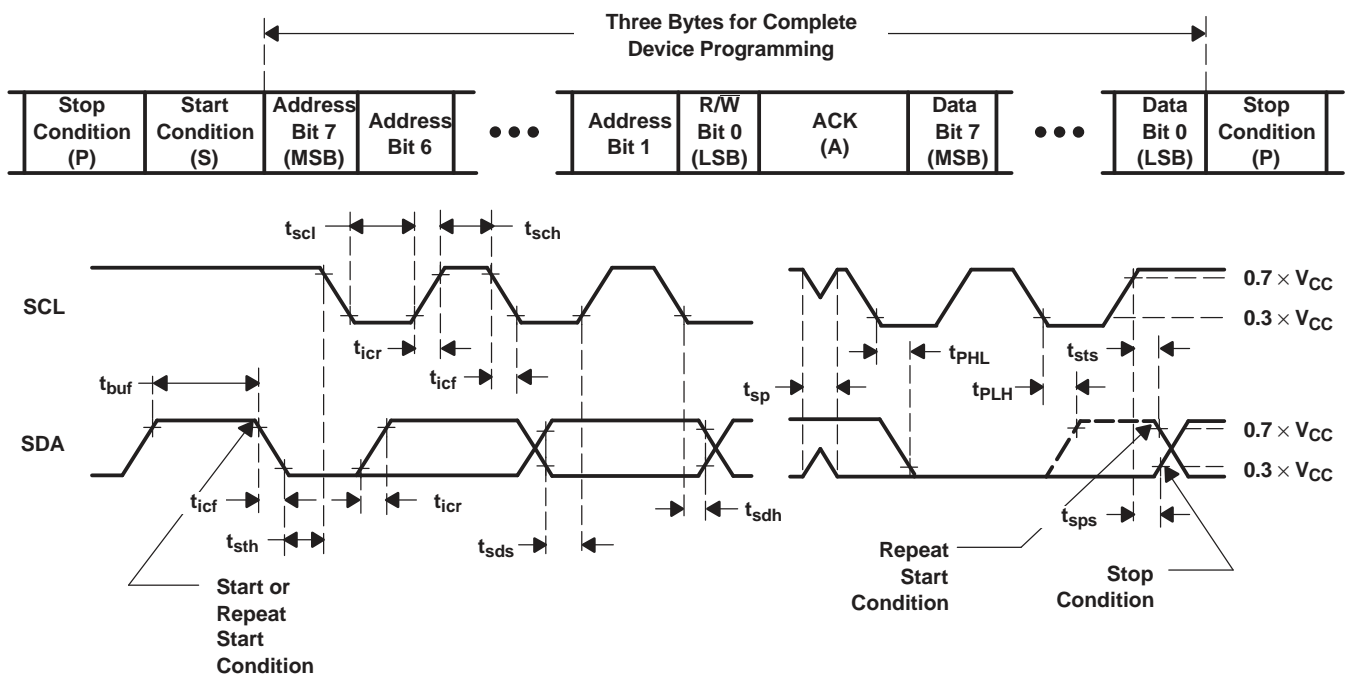 Three Bytes for Complete
Device Programming
Stop
Condition
(P)
Start
Condition
(S)
Address
Bit 7
(MSB)
Address
Bit 6
•••
Address
Bit 1
R/W̅
Bit 0
(LSB)
ACK
(A)
Data
Bit 7
(MSB)
•••
Data
Bit 0
(LSB)
Stop
Condition
(P)
tscl
tsch
SCL
0.7 × VCC
0.3 × VCC
ticr
ticf
tPHL
tsts
tbuf
tsp
tPLH
SDA
0.7 × VCC
0.3 × VCC
ticf
ticr
tsth
tsds
tsdh
tsps
Start or
Repeat
Start
Condition
Repeat
Start
Condition
Stop
Condition